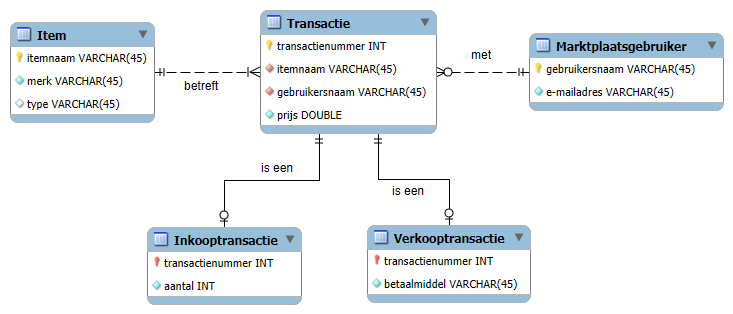 Item
itemnaam VARCHAR(45)
merk VARCHAR(45)
type VARCHAR(45)
betreft
Transactie
transactienummer INT
itemnaam VARCHAR(45)
gebruikersnaam VARCHAR(45)
prijs DOUBLE
met
Marktplaatsgebruiker
gebruikersnaam VARCHAR(45)
e-mailadres VARCHAR(45)
is een
is een
Inkooptransactie
transactienummer INT
aantal INT
Verkooptransactie
transactienummer INT
betaalmiddel VARCHAR(45)